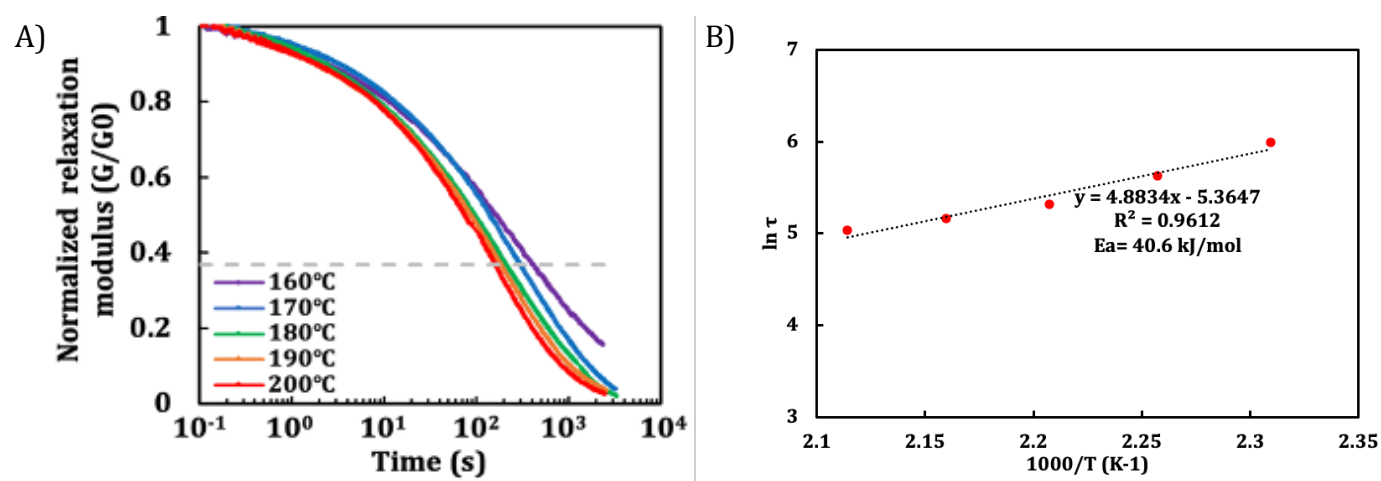 A)
Normalized relaxation
modulus (G/G0)
1
0.8
0.6
0.4
0.2
0
160°C
170°C
180°C
190°C
200°C
10-1 100 101 102 103 104
Time (s)
B)
ln τ
7
6
5
4
3
y = 4.8834x - 5.3647
R² = 0.9612
Ea= 40.6 kJ/mol
2.1 2.15 2.2 2.25 2.3 2.35
1000/T (K-1)